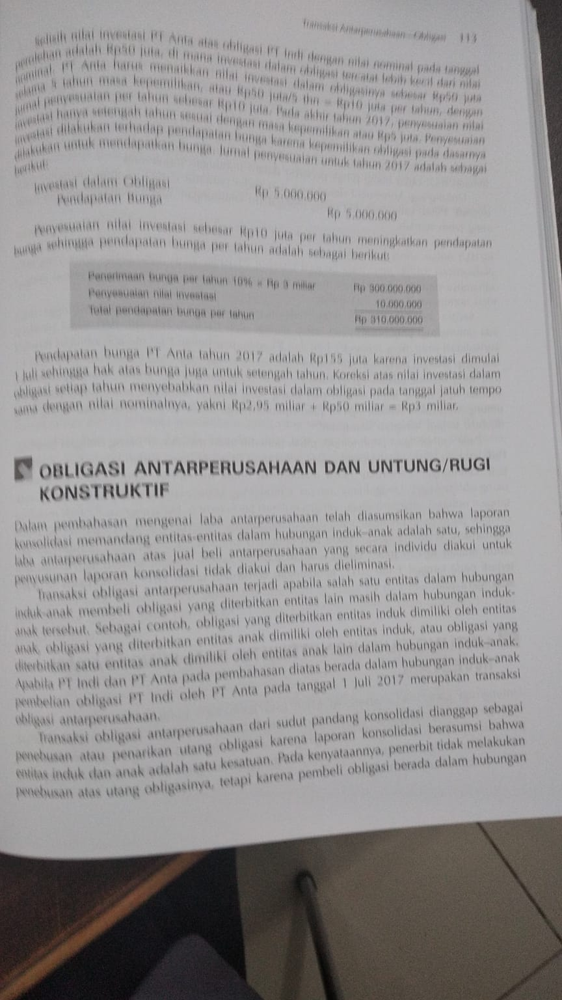 Transaksi Antarperusahaan—Obligasi 113
Selisih nilai investasi PT Anta atas obligasi PT Indi dengan nilai nominal pada tanggal
perolehan adalah Rp50 juta, di mana investasi dalam obligasi tercatat lebih kecil dari nilai
nominal. PT Anta harus menaikkan nilai investasi dalam obligasinya sebesar Rp50 juta
selama 5 tahun masa kepemilikan, atau Rp50 juta/5 thn = Rp10 juta per tahun, dengan
jurnal penyesuaian per tahun sebesar Rp10 juta. Pada akhir tahun 2017, penyesuaian nilai
investasi hanya setengah tahun sesuai dengan masa kepemilikan atau Rp5 juta. Penyesuaian
investasi dilakukan terhadap pendapatan bunga karena kepemilikan obligasi pada dasarnya
dilakukan untuk mendapatkan bunga. Jurnal penyesuaian untuk tahun 2017 adalah sebagai
berikut:
Investasi dalam Obligasi Rp 5.000.000
Pendapatan Bunga Rp 5.000.000
Penyesuaian nilai investasi sebesar Rp10 juta per tahun meningkatkan pendapatan
bunga sehingga pendapatan bunga per tahun adalah sebagai berikut:
Penerimaan bunga per tahun 10% × Rp 3 miliar Rp 300.000.000
Penyesuaian nilai investasi 10.000.000
Total pendapatan bunga per tahun Rp 310.000.000
Pendapatan bunga PT Anta tahun 2017 adalah Rp155 juta karena investasi dimulai
1 Juli sehingga hak atas bunga juga untuk setengah tahun. Koreksi atas nilai investasi dalam
obligasi setiap tahun menyebabkan nilai investasi dalam obligasi pada tanggal jatuh tempo
sama dengan nilai nominalnya, yakni Rp2,95 miliar + Rp50 miliar = Rp3 miliar.
OBLIGASI ANTARPERUSAHAAN DAN UNTUNG/RUGI
KONSTRUKTIF
Dalam pembahasan mengenai laba antarperusahaan telah diasumsikan bahwa laporan
konsolidasi memandang entitas-entitas dalam hubungan induk–anak adalah satu, sehingga
laba antarperusahaan atas jual beli antarperusahaan yang secara individu diakui untuk
penyusunan laporan konsolidasi tidak diakui dan harus dieliminasi.
Transaksi obligasi antarperusahaan terjadi apabila salah satu entitas dalam hubungan
induk-anak membeli obligasi yang diterbitkan entitas lain masih dalam hubungan induk-
anak tersebut. Sebagai contoh, obligasi yang diterbitkan entitas induk dimiliki oleh entitas
anak, obligasi yang diterbitkan entitas anak dimiliki oleh entitas induk, atau obligasi yang
diterbitkan satu entitas anak dimiliki oleh entitas anak lain dalam hubungan induk–anak.
Apabila PT Indi dan PT Anta pada pembahasan diatas berada dalam hubungan induk–anak
pembelian obligasi PT Indi oleh PT Anta pada tanggal 1 Juli 2017 merupakan transaksi
obligasi antarperusahaan.
Transaksi obligasi antarperusahaan dari sudut pandang konsolidasi dianggap sebagai
penebusan atau penarikan utang obligasi karena laporan konsolidasi berasumsi bahwa
entitas induk dan anak adalah satu kesatuan. Pada kenyataannya, penerbit tidak melakukan
penebusan atas utang obligasinya, tetapi karena pembeli obligasi berada dalam hubungan